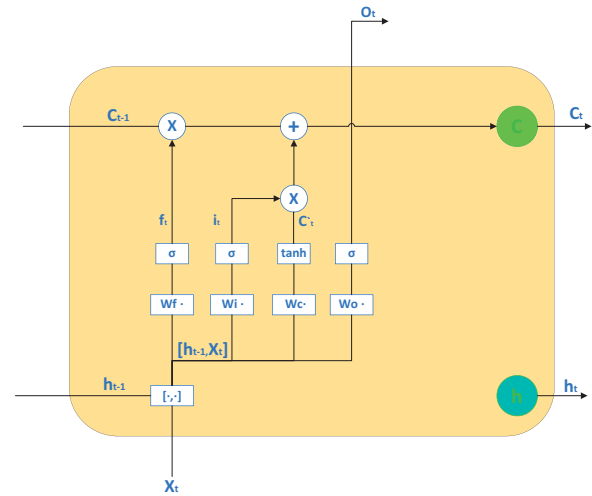 Ot
Ct-1
X
+
C
Ct
X
ft
it
C`t
σ
σ
tanh
σ
Wf ·
Wi ·
Wc·
Wo ·
[ht-1,Xt]
ht-1
[·,·]
h
ht
Xt